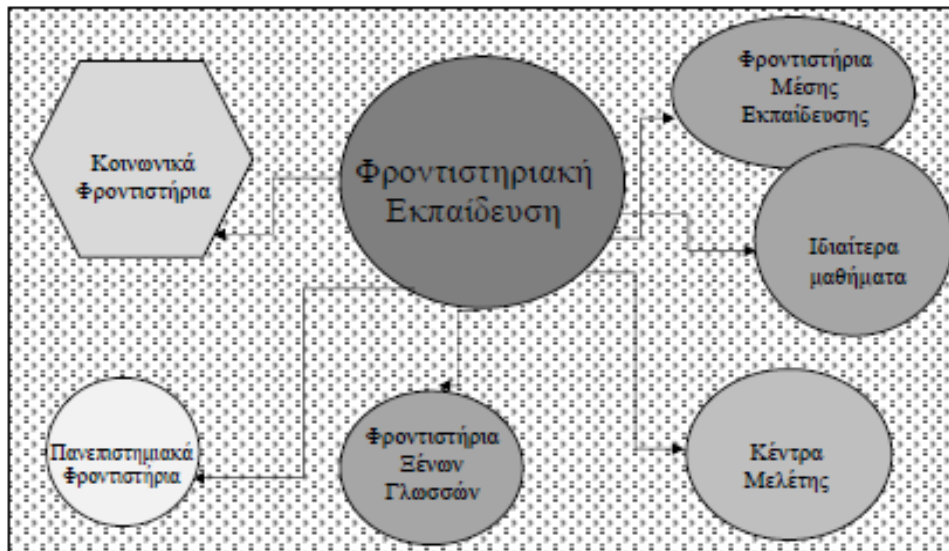 Φροντιστήρια
Μέσης
Εκπαίδευσης
Κοινωνικά
Φροντιστήρια
Φροντιστηριακή
Εκπαίδευση
Ιδιαίτερα
μαθήματα
Πανεπιστημιακά
Φροντιστήρια
Φροντιστήρια
Ξένων
Γλωσσών
Κέντρα
Μελέτης